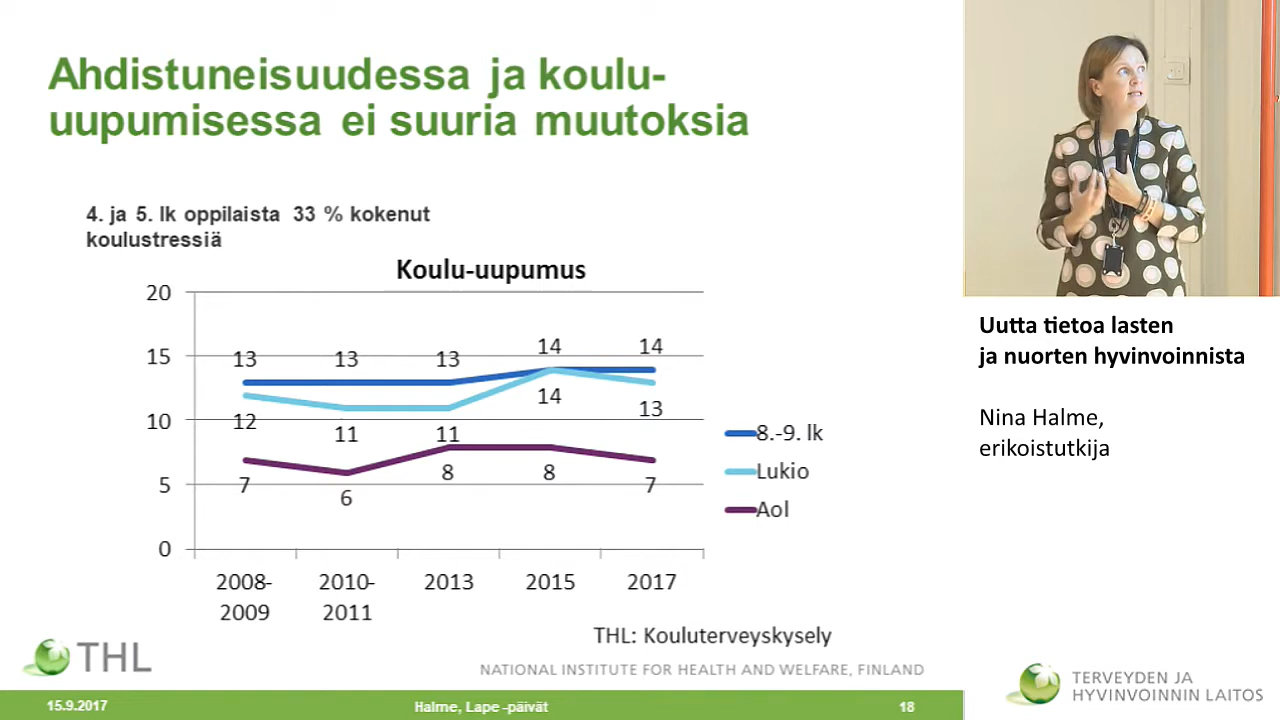 Ahdistuneisuudessa ja koulu-
uupumisessa ei suuria muutoksia
4. ja 5. lk oppilaista 33 % kokenut
koulustressiä
Koulu-uupumus
20
15
10
5
0
13
13
13
14
14
12
11
11
14
13
7
6
8
8
7
8.-9. lk
Lukio
Aol
2008-
2009
2010-
2011
2013
2015
2017
THL: Kouluterveyskysely
THL
NATIONAL INSTITUTE FOR HEALTH AND WELFARE, FINLAND
15.9.2017
Halme, Lape -päivät
18
Uutta tietoa lasten
ja nuorten hyvinvoinnista
Nina Halme,
erikoistutkija
TERVEYDEN JA
HYVINVOINNIN LAITOS